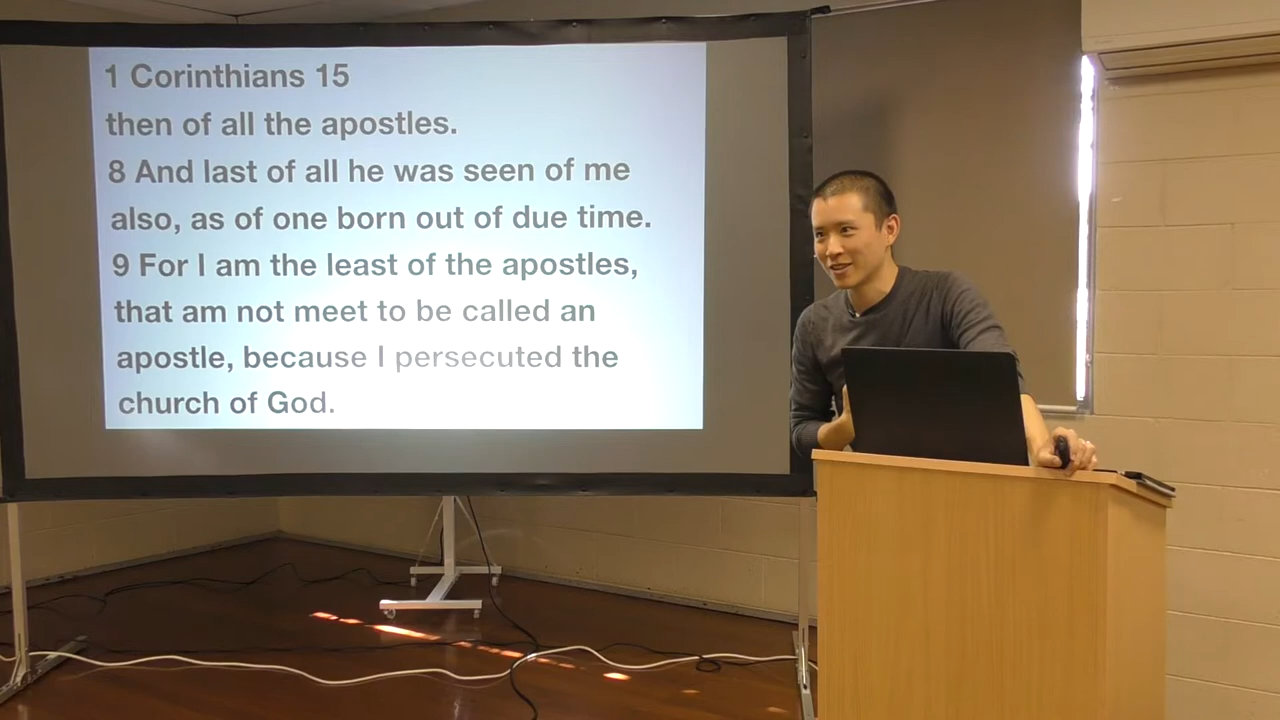 1 Corinthians 15
then of all the apostles.
8 And last of all he was seen of me
also, as of one born out of due time.
9 For I am the least of the apostles,
that am not meet to be called an
apostle, because I persecuted the
church of God.